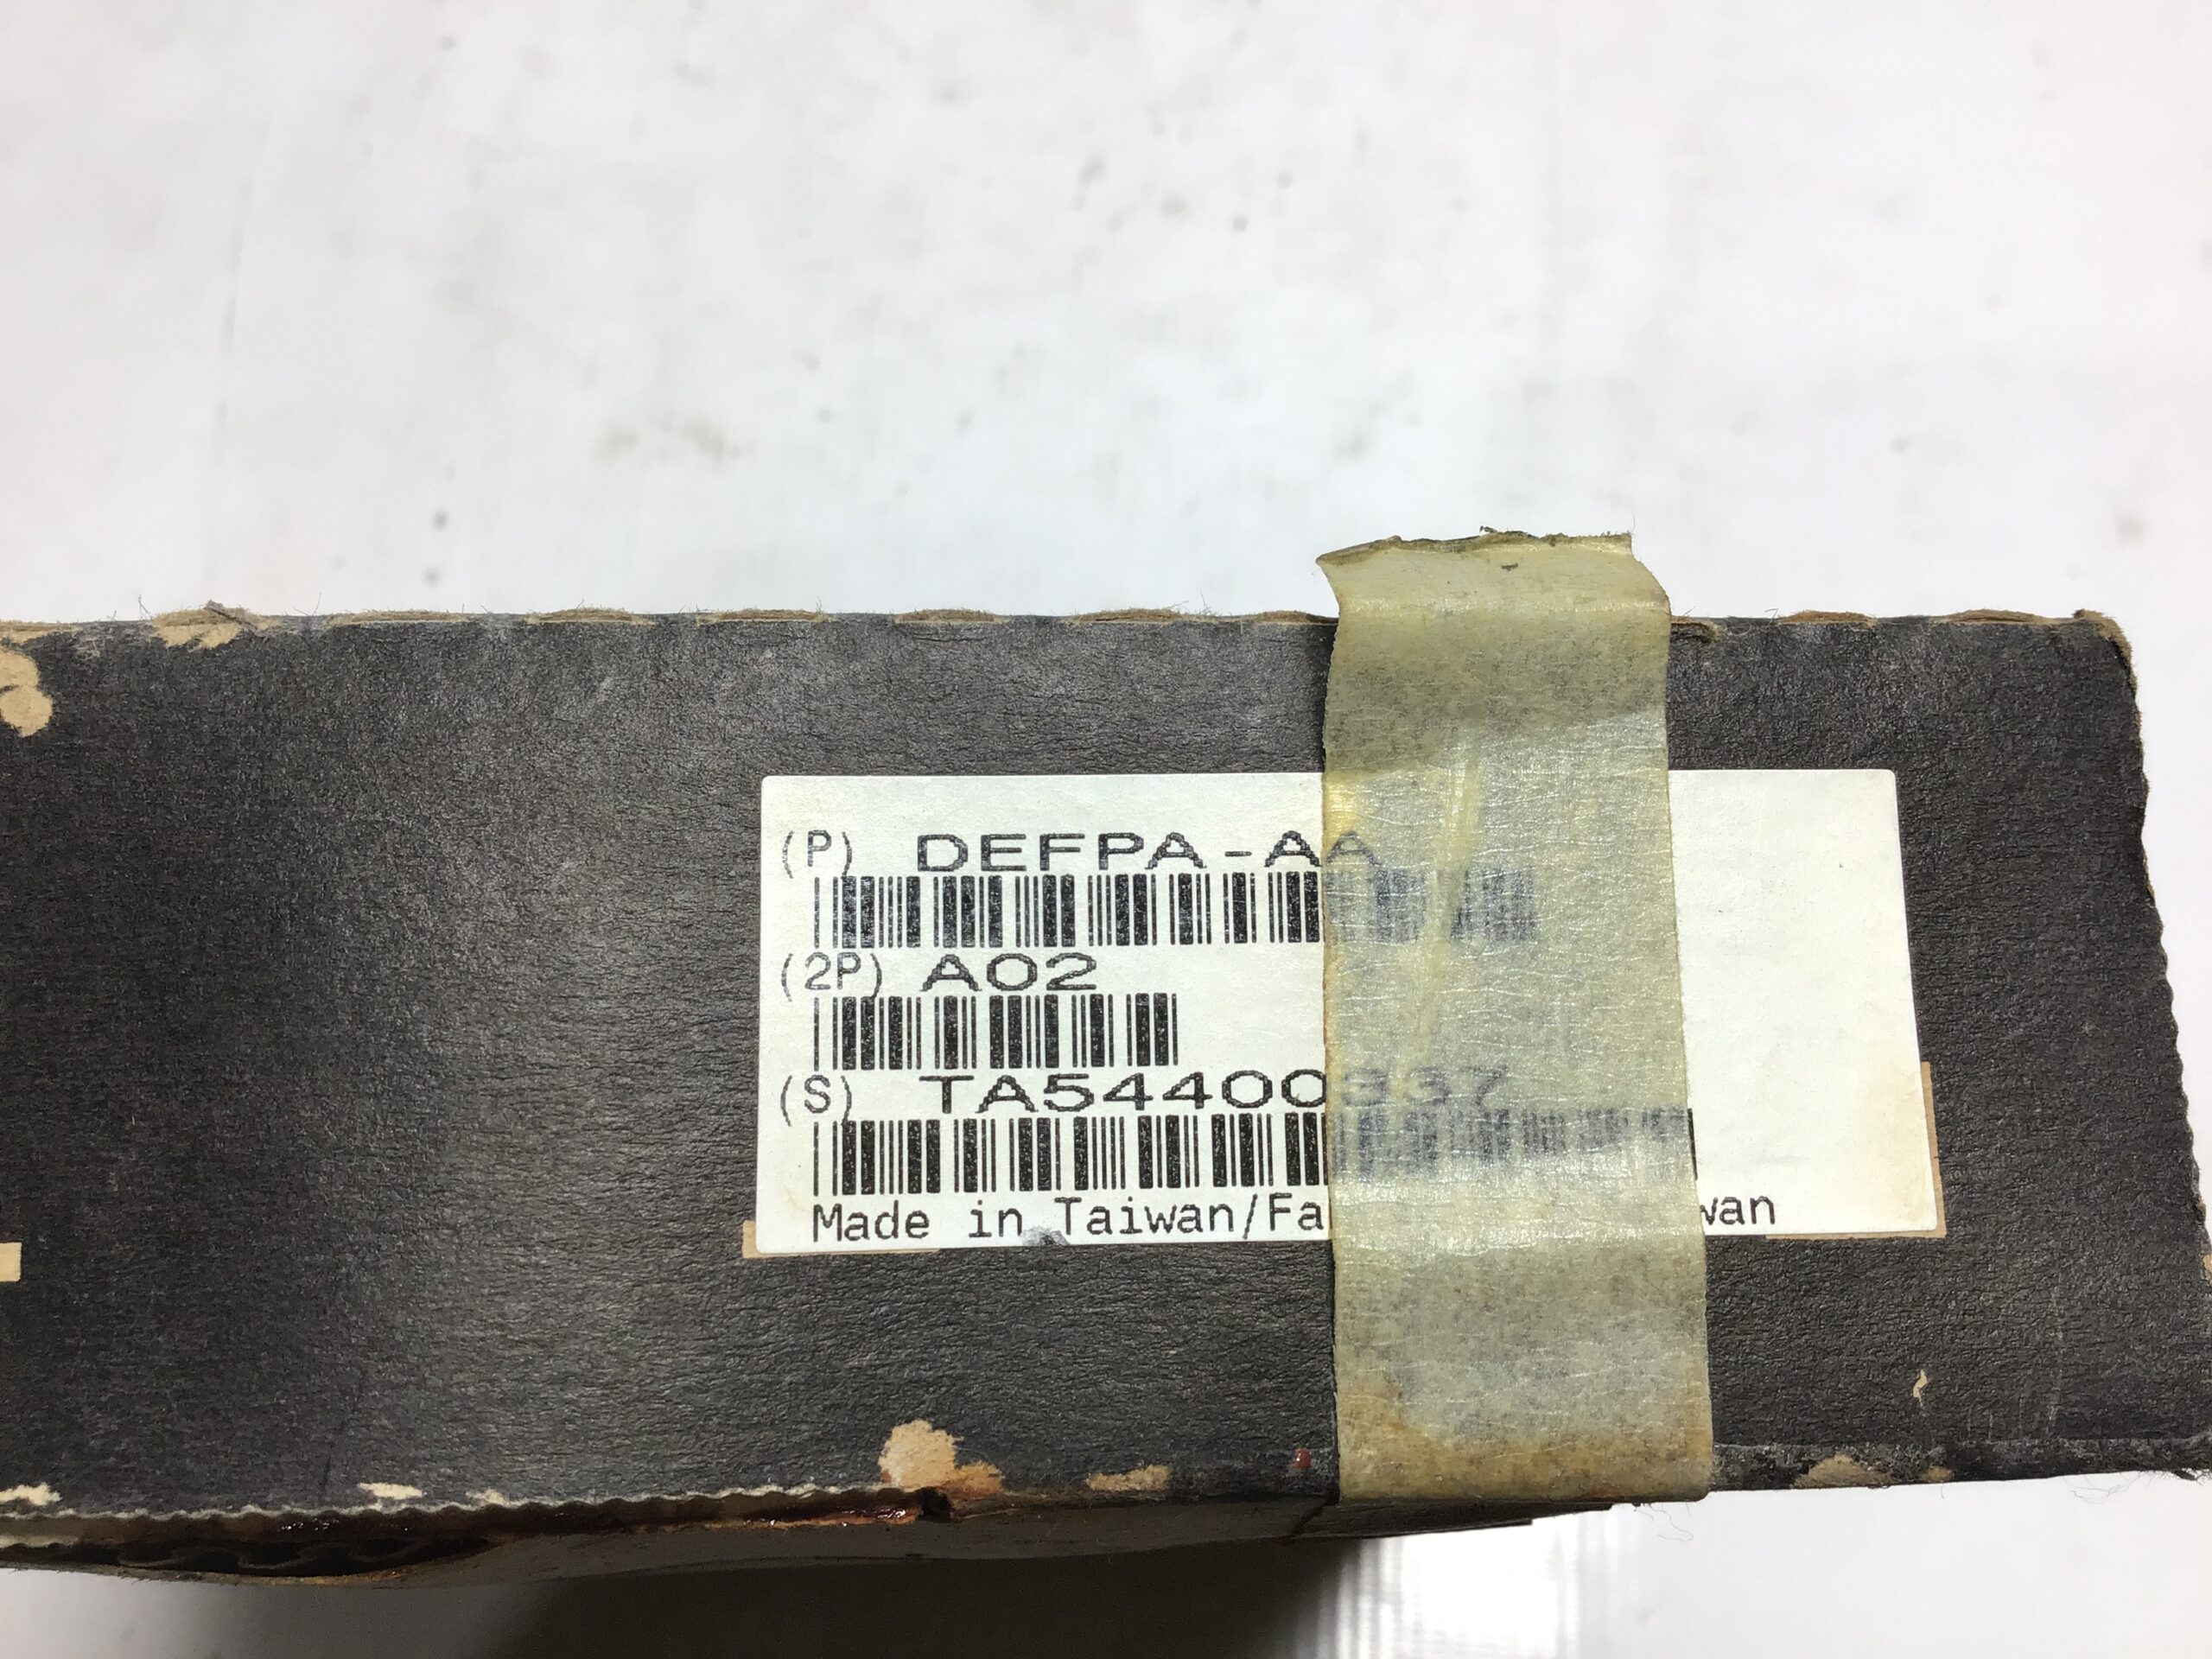 (P) DEFPA-AA
(2P) A02
(S) TA54400337
Made in Taiwan/Fa wan